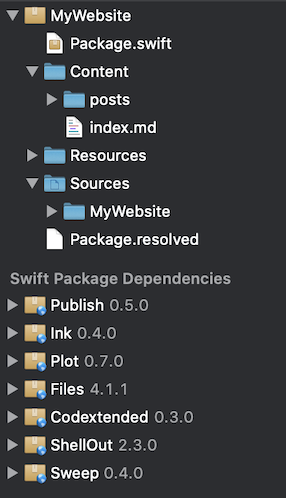 MyWebsite
Package.swift
Content
posts
index.md
Resources
Sources
MyWebsite
Package.resolved
Swift Package Dependencies
Publish 0.5.0
Ink 0.4.0
Plot 0.7.0
Files 4.1.1
Codextended 0.3.0
ShellOut 2.3.0
Sweep 0.4.0